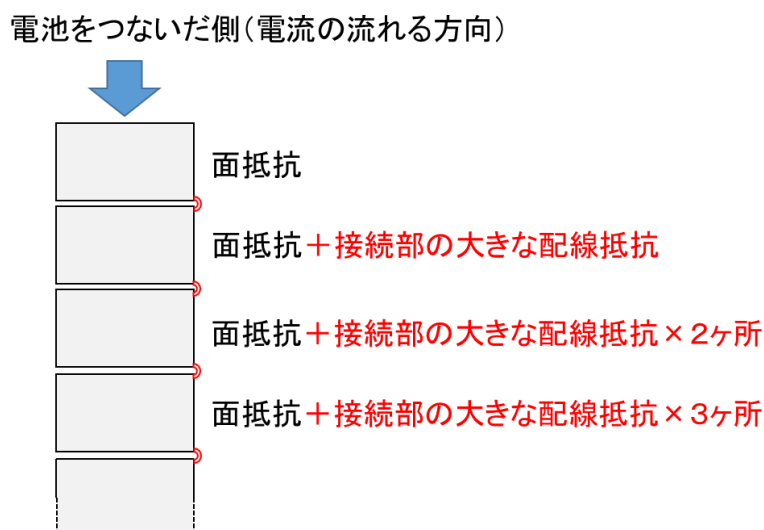 電池をつないだ側（電流の流れる方向）
面抵抗
面抵抗＋接続部の大きな配線抵抗
面抵抗＋接続部の大きな配線抵抗×２ヶ所
面抵抗＋接続部の大きな配線抵抗×３ヶ所